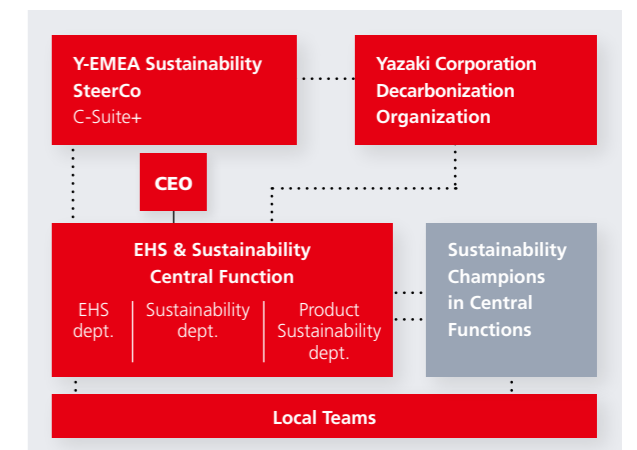 Y-EMEA Sustainability
SteerCo
C-Suite+
Yazaki Corporation
Decarbonization
Organization
CEO
EHS & Sustainability
Central Function
EHS
dept.
Sustainability
dept.
Product
Sustainability
dept.
Sustainability
Champions
in Central
Functions
Local Teams